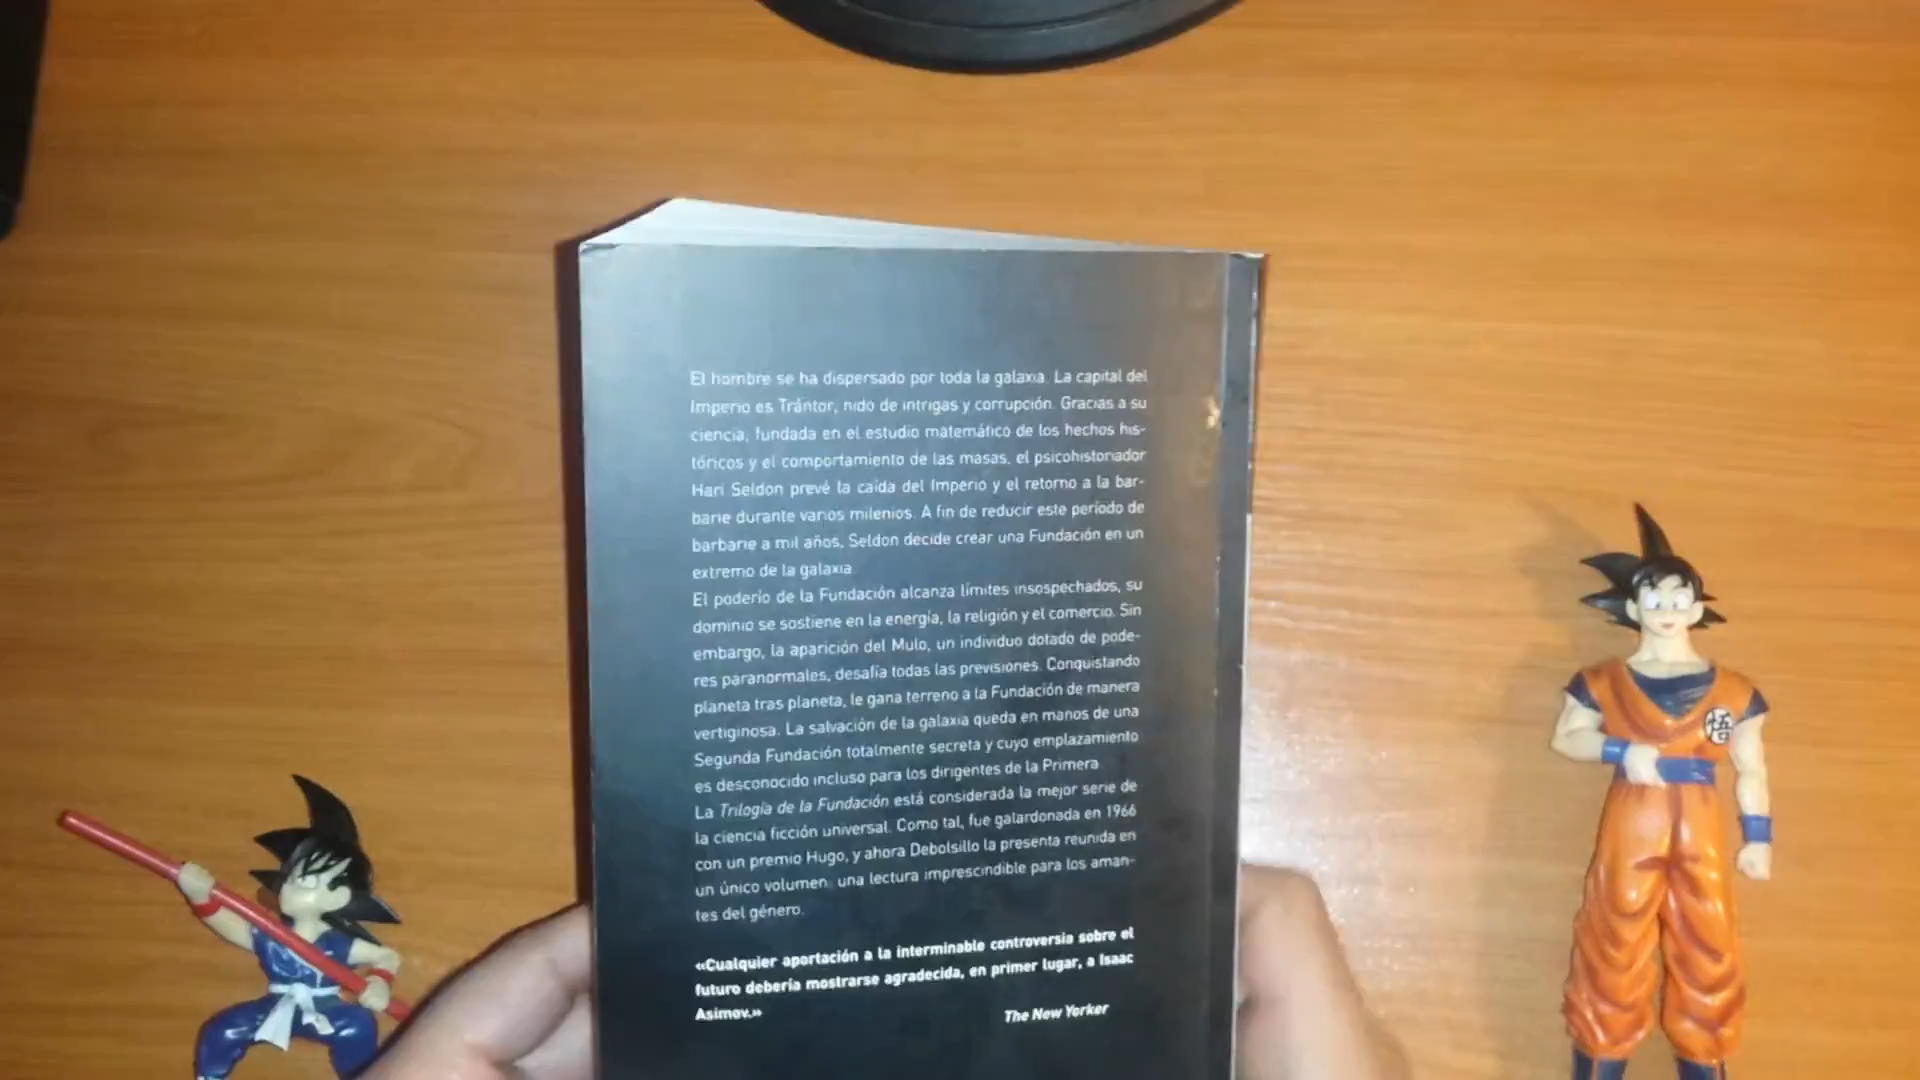 El hombre se ha dispersado por toda la galaxia. La capital del
Imperio es Trántor, nido de intrigas y corrupción. Gracias a su
ciencia, fundada en el estudio matemático de los hechos his-
tóricos y el comportamiento de las masas, el psicohistoriador
Hari Seldon prevé la caída del Imperio y el retorno a la bar-
barie durante varios milenios. A fin de reducir este período de
barbarie a mil años, Seldon decide crear una Fundación en un
extremo de la galaxia.
El poderío de la Fundación alcanza límites insospechados, su
dominio se sostiene en la energía, la religión y el comercio. Sin
embargo, la aparición del Mulo, un individuo dotado de pode-
res paranormales, desafía todas las previsiones. Conquistando
planeta tras planeta, le gana terreno a la Fundación de manera
vertiginosa. La salvación de la galaxia queda en manos de una
Segunda Fundación totalmente secreta y cuyo emplazamiento
es desconocido incluso para los dirigentes de la Primera.
La Trilogía de la Fundación está considerada la mejor serie de
la ciencia ficción universal. Como tal, fue galardonada en 1966
con un premio Hugo, y ahora Debolsillo la presenta reunida en
un único volumen: una lectura imprescindible para los aman-
tes del género.
«Cualquier aportación a la interminable controversia sobre el
futuro debería mostrarse agradecida, en primer lugar, a Isaac
Asimov.»
The New Yorker
悟